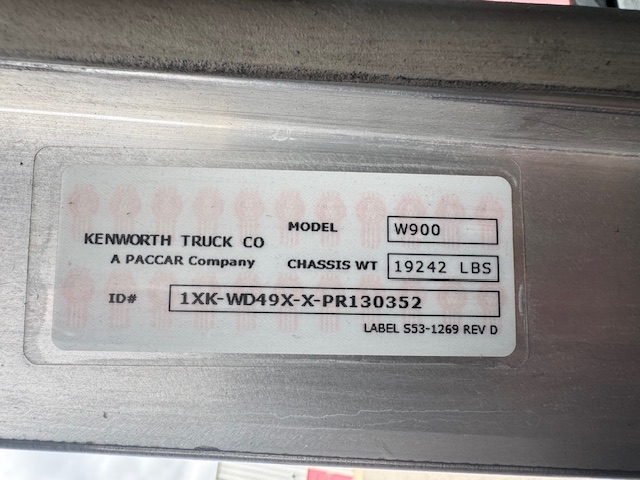 MODEL W900
KENWORTH TRUCK CO
A PACCAR Company
CHASSIS WT 19242 LBS
ID# 1XK-WD49X-X-PR130352
LABEL S53-1269 REV D